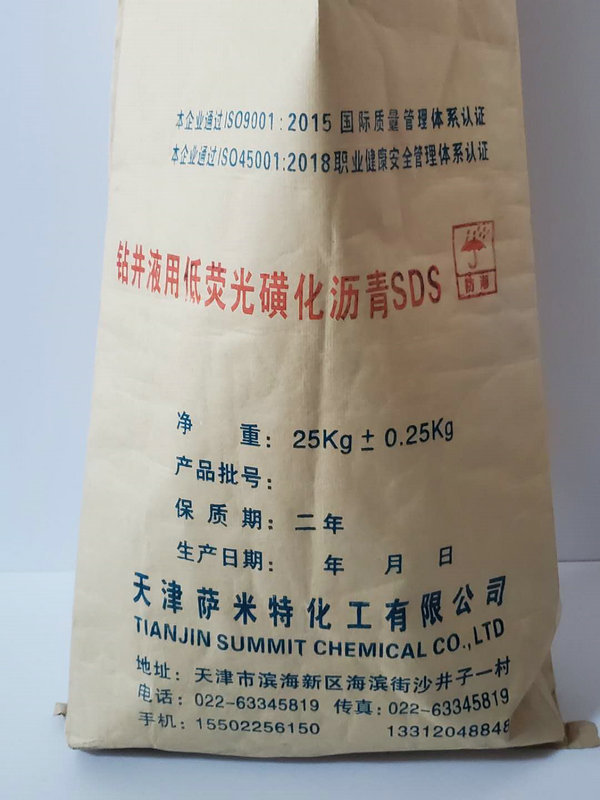 本企业通过ISO9001:2015 国际质量管理体系认证
本企业通过ISO45001:2018 职业健康安全管理体系认证
钻井液用低荧光磺化沥青SDS
防潮
净 重: 25Kg ± 0.25Kg
产品批号:
保 质 期: 二年
生产日期: 年 月 日
天津萨米特化工有限公司
TIANJIN SUMMIT CHEMICAL CO.,LTD
地址: 天津市滨海新区海滨街沙井子一村
电话: 022-63345819 传真: 022-63345819
手机: 15502256150 13312048848